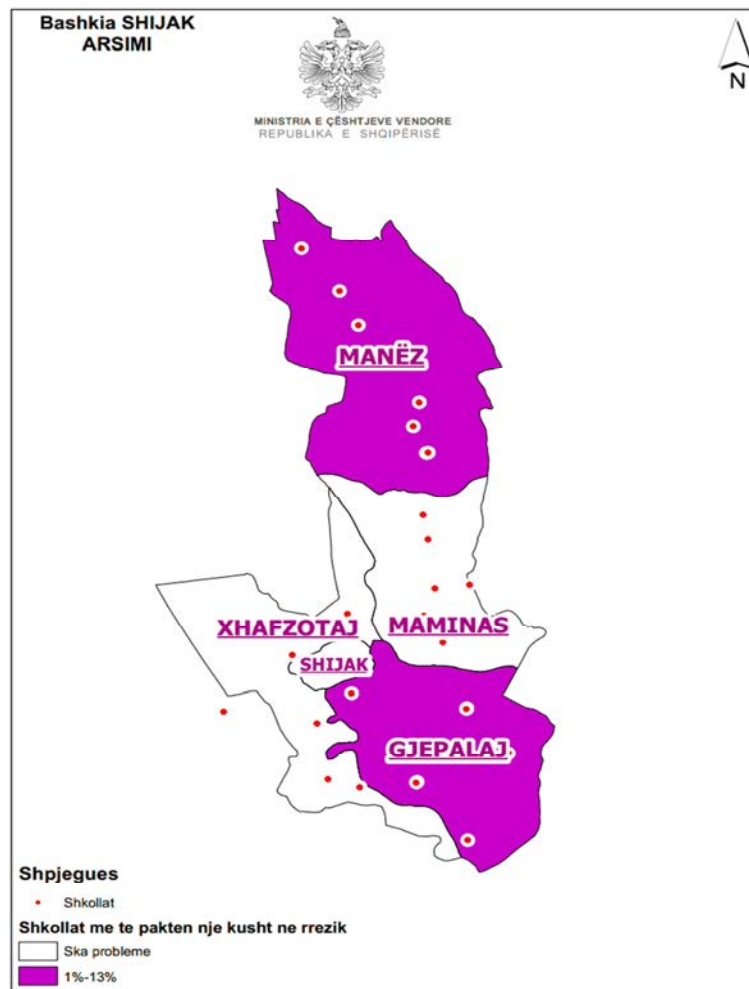 Bashkia SHIJAK
ARSIMI
MINISTRIA E ÇËSHTJEVE VENDORE
REPUBLIKA E SHQIPËRISË
N
MANËZ
XHAFZOTAJ
MAMINAS
SHIJAK
GJEPALAJ
Shpjegues
Shkollat
Shkollat me te pakten nje kusht ne rrezik
Ska probleme
1%-13%